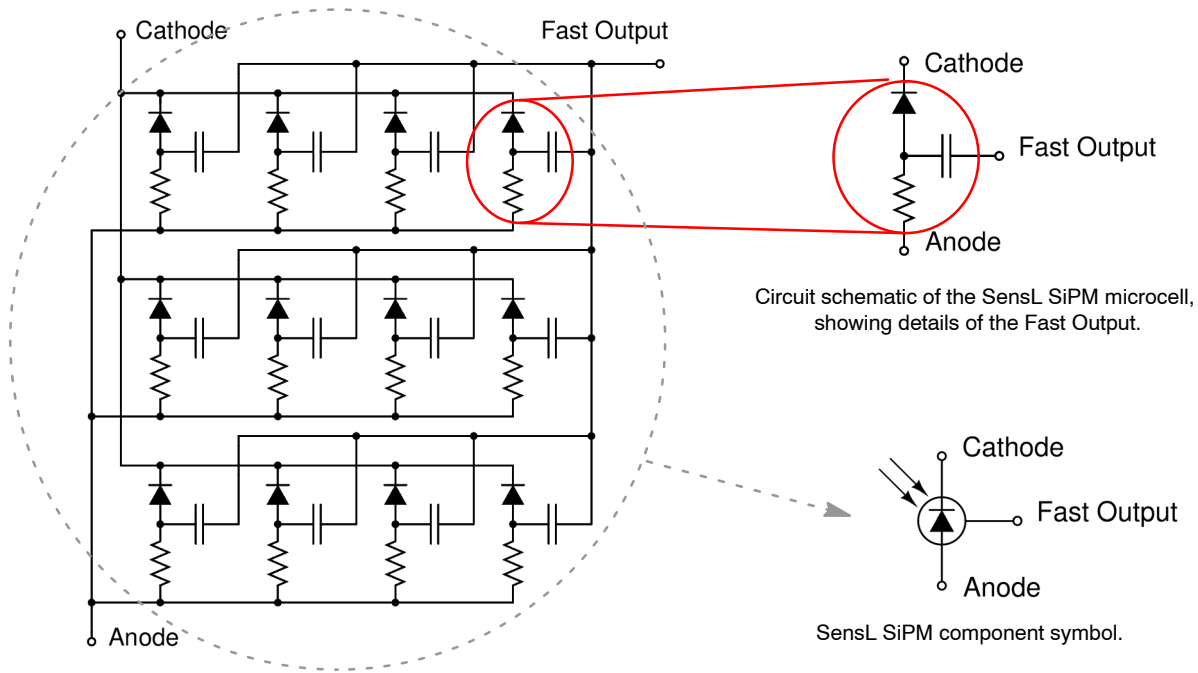 Cathode
Fast Output
Cathode
Fast Output
Anode
Circuit schematic of the SensL SiPM microcell,
showing details of the Fast Output.
Cathode
Fast Output
Anode
SensL SiPM component symbol.
Anode